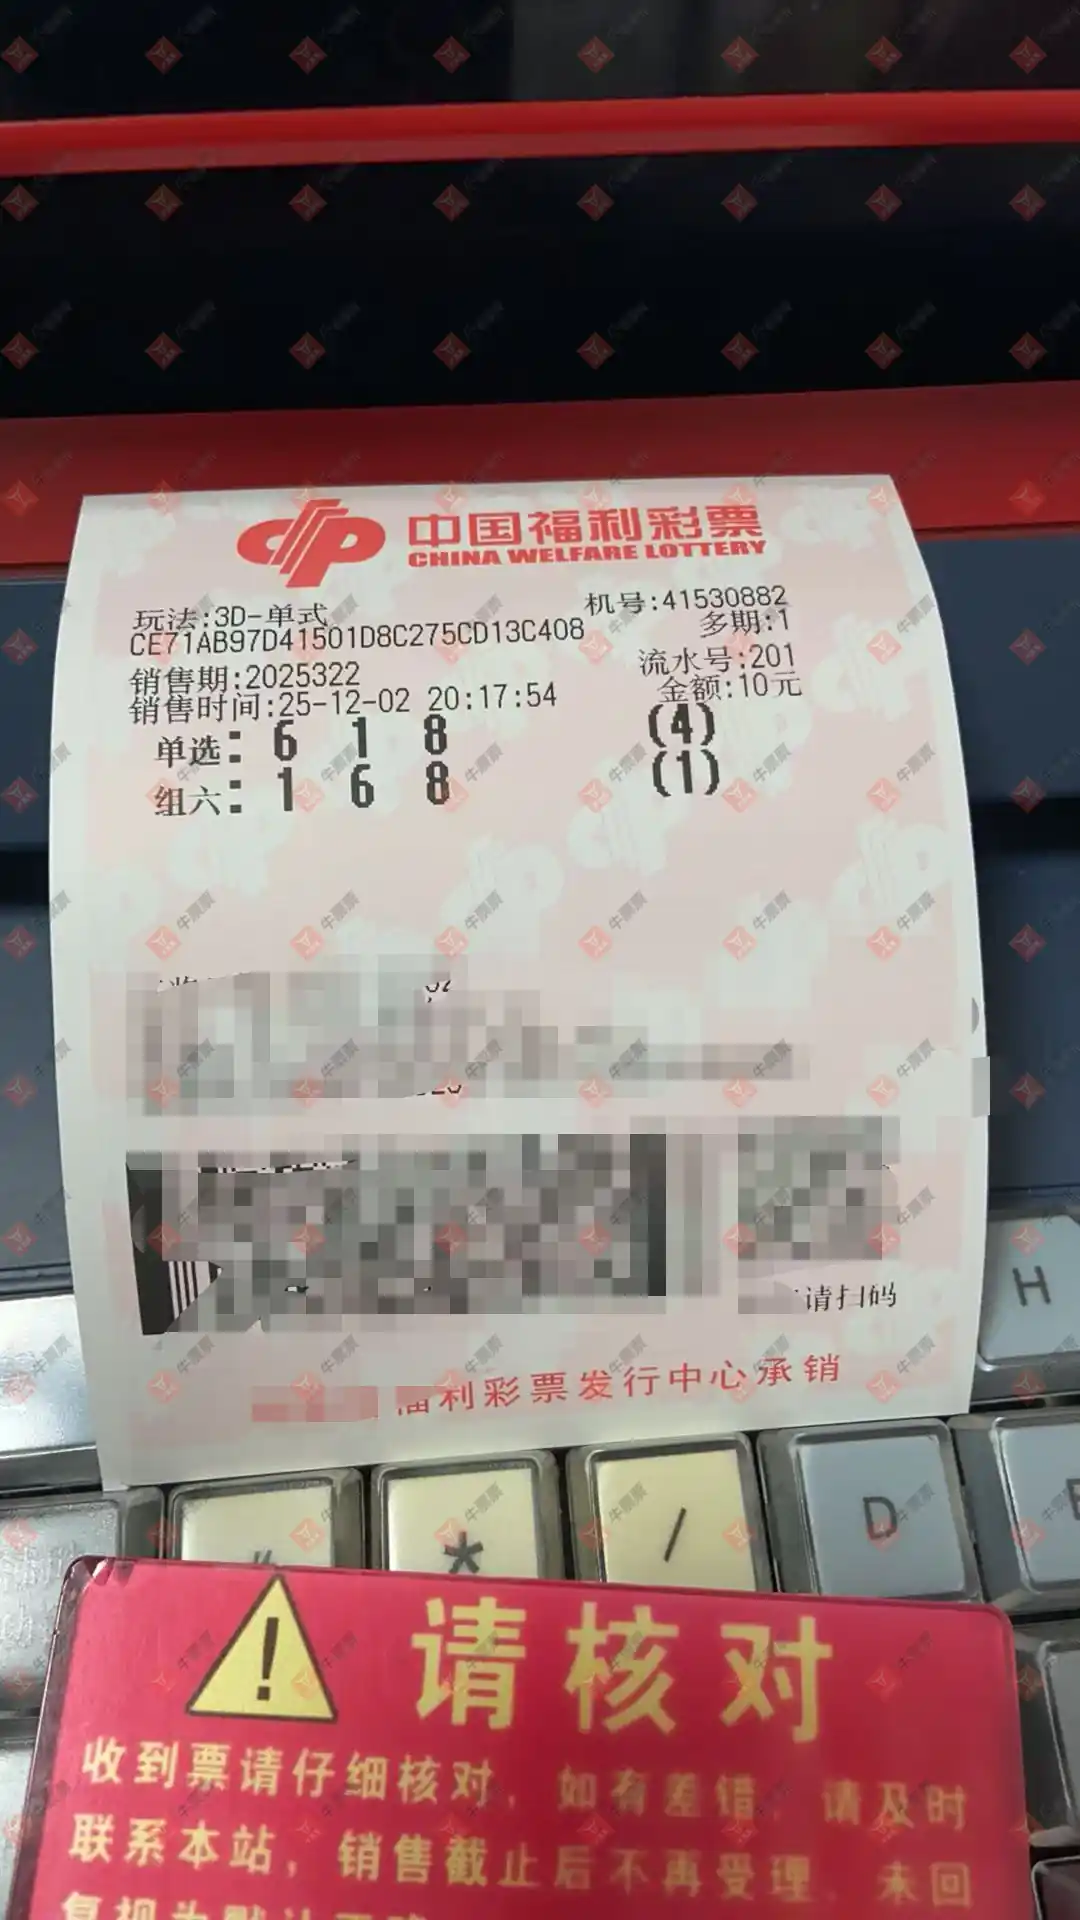 中国福利彩票
CHINA WELFARE LOTTERY
玩法:3D-单式 机号:41530882
CE71AB97D41501D8C275CD13C408 多期:1
销售期:2025322 流水号:201
销售时间:25-12-02 20:17:54 金额:10元
单选: 6 1 8 (4)
组六: 1 6 8 (1)
请扫码
福利彩票发行中心承销
H
* / D
请核对
收到票请仔细核对，如有差错，请及时
联系本站，销售截止后不再受理，未回
牛票票